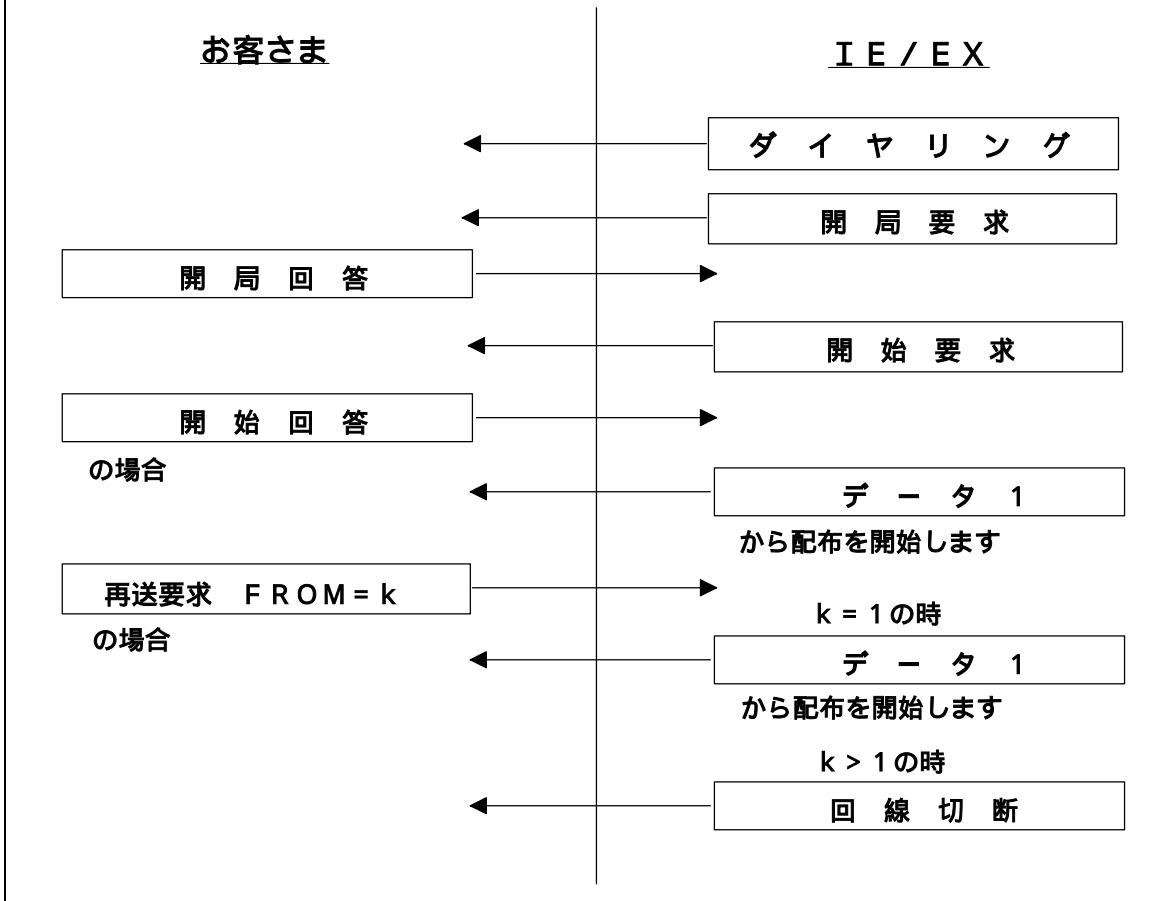 お客さま
ＩＥ／ＥＸ
ダイヤリング
開局要求
開局回答
開始要求
開始回答
の場合
データ１
から配布を開始します
再送要求　ＦＲＯＭ＝ｋ
の場合
ｋ＝１の時
データ１
から配布を開始します
ｋ＞１の時
回線切断